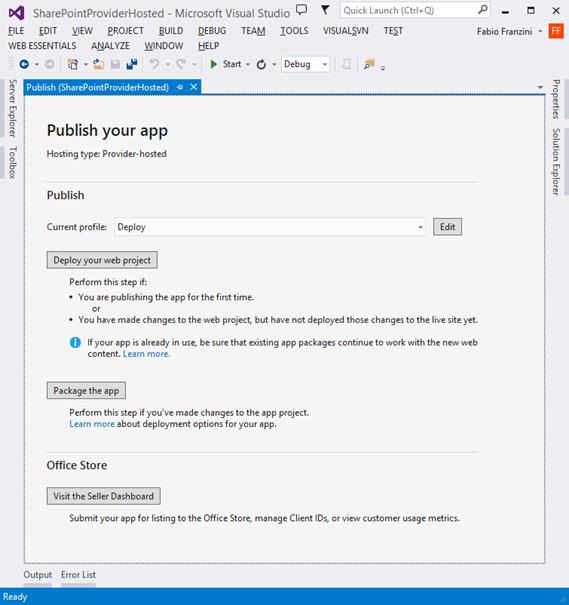 SharePointProviderHosted - Microsoft Visual Studio
Quick Launch (Ctrl+Q)
FILE EDIT VIEW PROJECT BUILD DEBUG TEAM TOOLS VISUALSVN TEST
Fabio Franzini FF
WEB ESSENTIALS ANALYZE WINDOW HELP
Start Debug
Server Explorer
Toolbox
Properties
Solution Explorer
Publish (SharePointProviderHosted)
Publish your app
Hosting type: Provider-hosted
Publish
Current profile: Deploy Edit
Deploy your web project
Perform this step if:
• You are publishing the app for the first time.
or
• You have made changes to the web project, but have not deployed those changes to the live site yet.
If your app is already in use, be sure that existing app packages continue to work with the new web
content. Learn more.
Package the app
Perform this step if you've made changes to the app project.
Learn more about deployment options for your app.
Office Store
Visit the Seller Dashboard
Submit your app for listing to the Office Store, manage Client IDs, or view customer usage metrics.
Output Error List
Ready